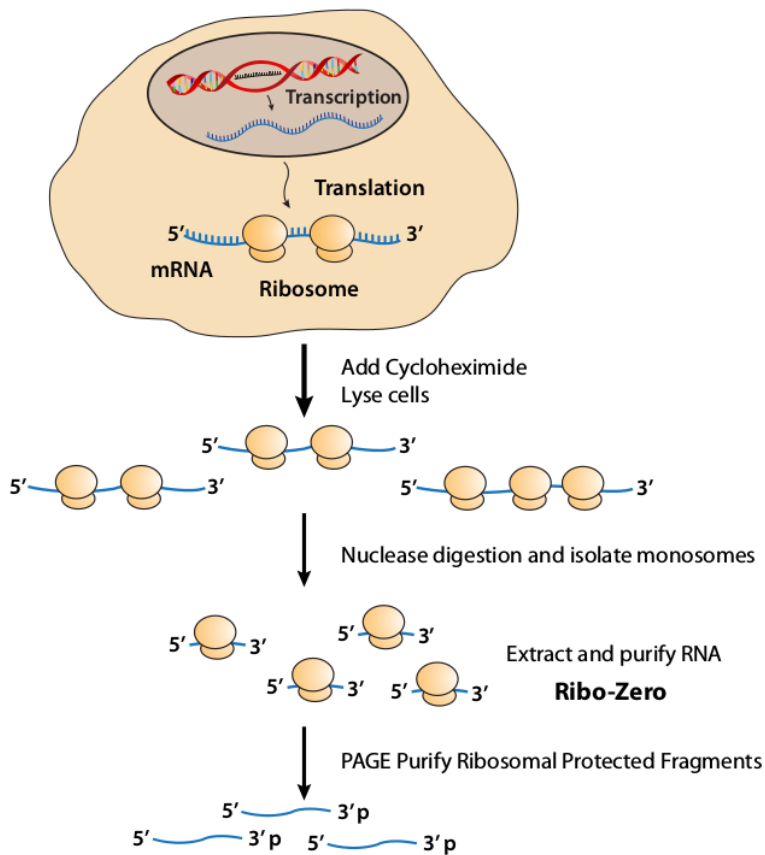 Transcription
Translation
5’ 3’
mRNA
Ribosome
Add Cycloheximide
Lyse cells
5’ 3’
5’ 3’
5’ 3’
Nuclease digestion and isolate monosomes
5’ 3’
5’ 3’
5’ 3’
5’ 3’
Extract and purify RNA
Ribo-Zero
PAGE Purify Ribosomal Protected Fragments
5’ 3’ p
5’ 3’ p
5’ 3’ p